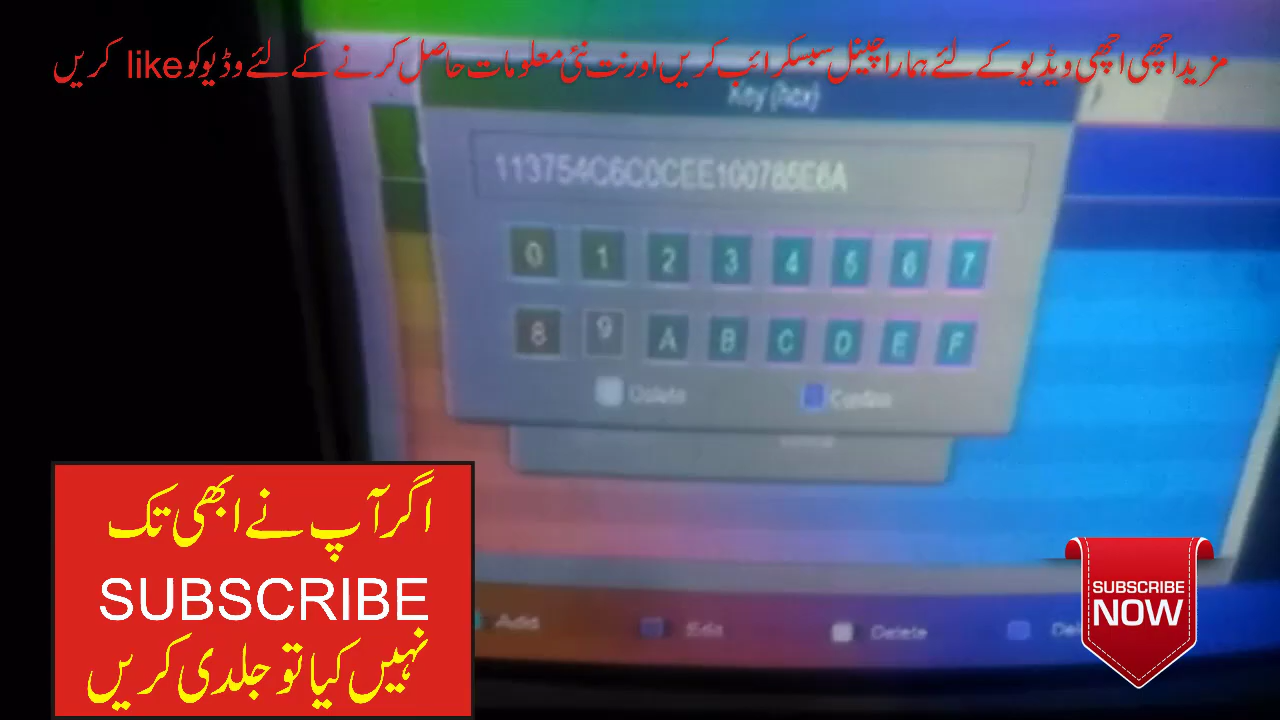 مزید اچھی اچھی ویڈیو کے لئے ہمارا چینل سبسکرائب کریں اور نت نئی معلومات حاصل کرنے کے لئے وڈیو کو like کریں
Key (hex)
0 1 2 3 4 5 6 7
8 9 A B C D E F
Delete Confirm
اگر آپ نے ابھی تک
SUBSCRIBE
نہیں کیا تو جلدی کریں
Add Edit Delete
SUBSCRIBE
NOW